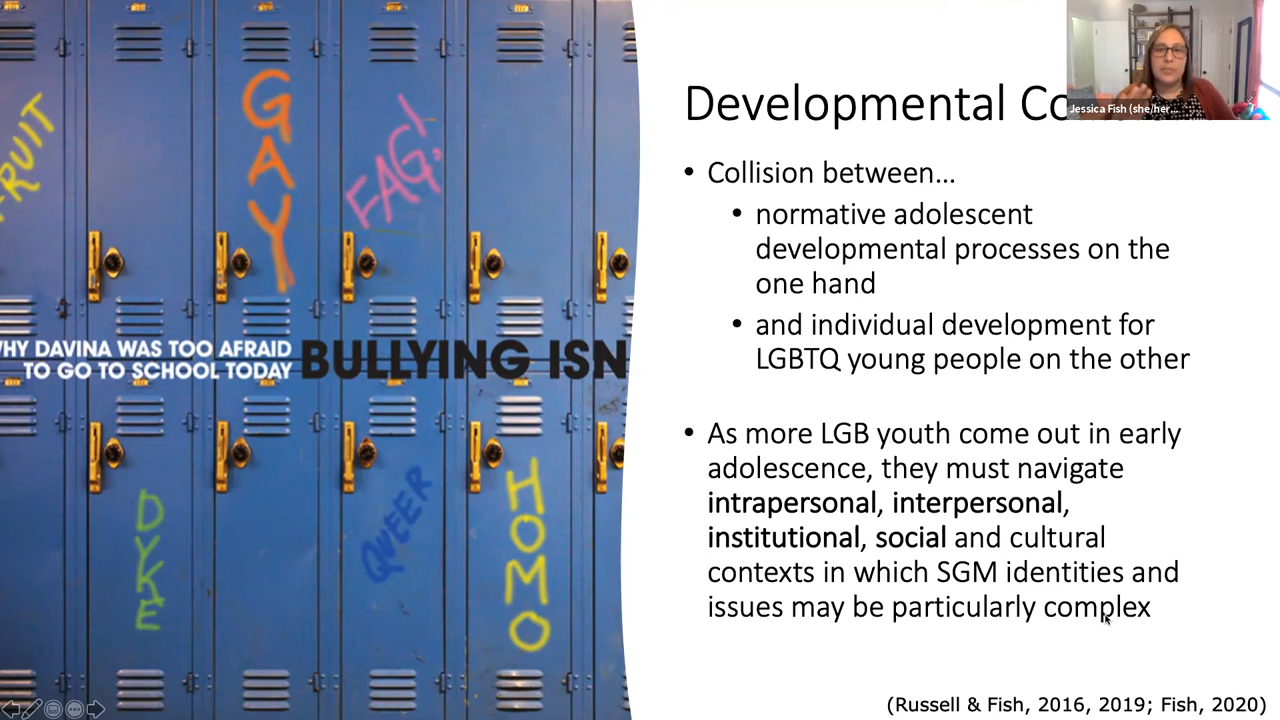 FRUIT
GAY
FAG!
WHY DAVINA WAS TOO AFRAID
TO GO TO SCHOOL TODAY
BULLYING ISN
DYKE
QUEER
HOMO
Developmental Co
Jessica Fish (she/her...
• Collision between…
• normative adolescent
developmental processes on the
one hand
• and individual development for
LGBTQ young people on the other
• As more LGB youth come out in early
adolescence, they must navigate
intrapersonal, interpersonal,
institutional, social and cultural
contexts in which SGM identities and
issues may be particularly complex
(Russell & Fish, 2016, 2019; Fish, 2020)